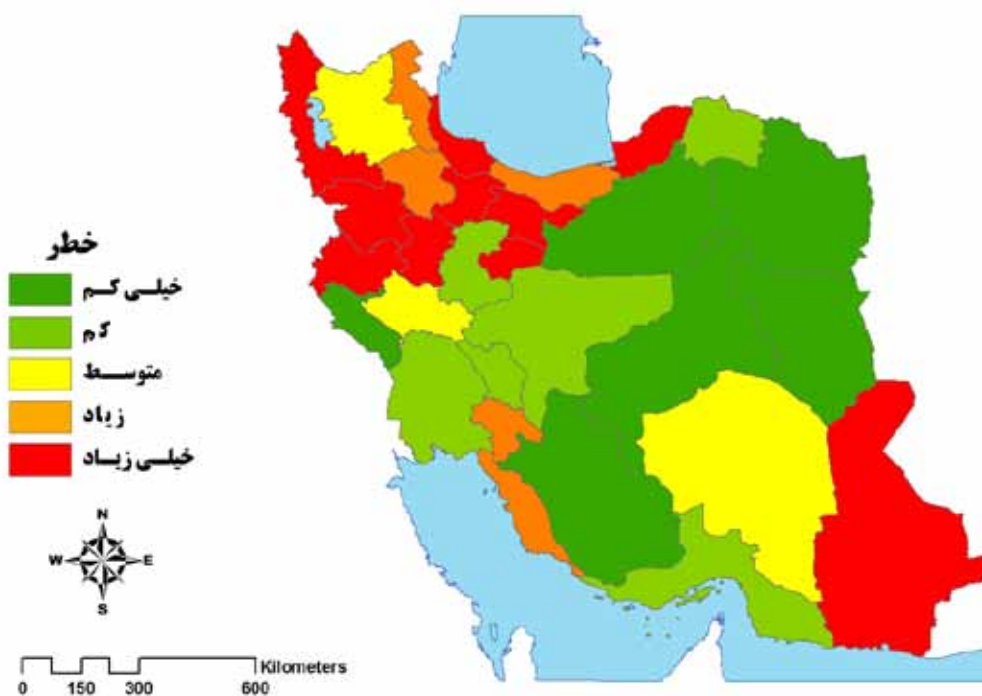 خطر
خیلی کم
کم
متوسط
زیاد
خیلی زیاد
N
W E
S
Kilometers
0 150 300 600